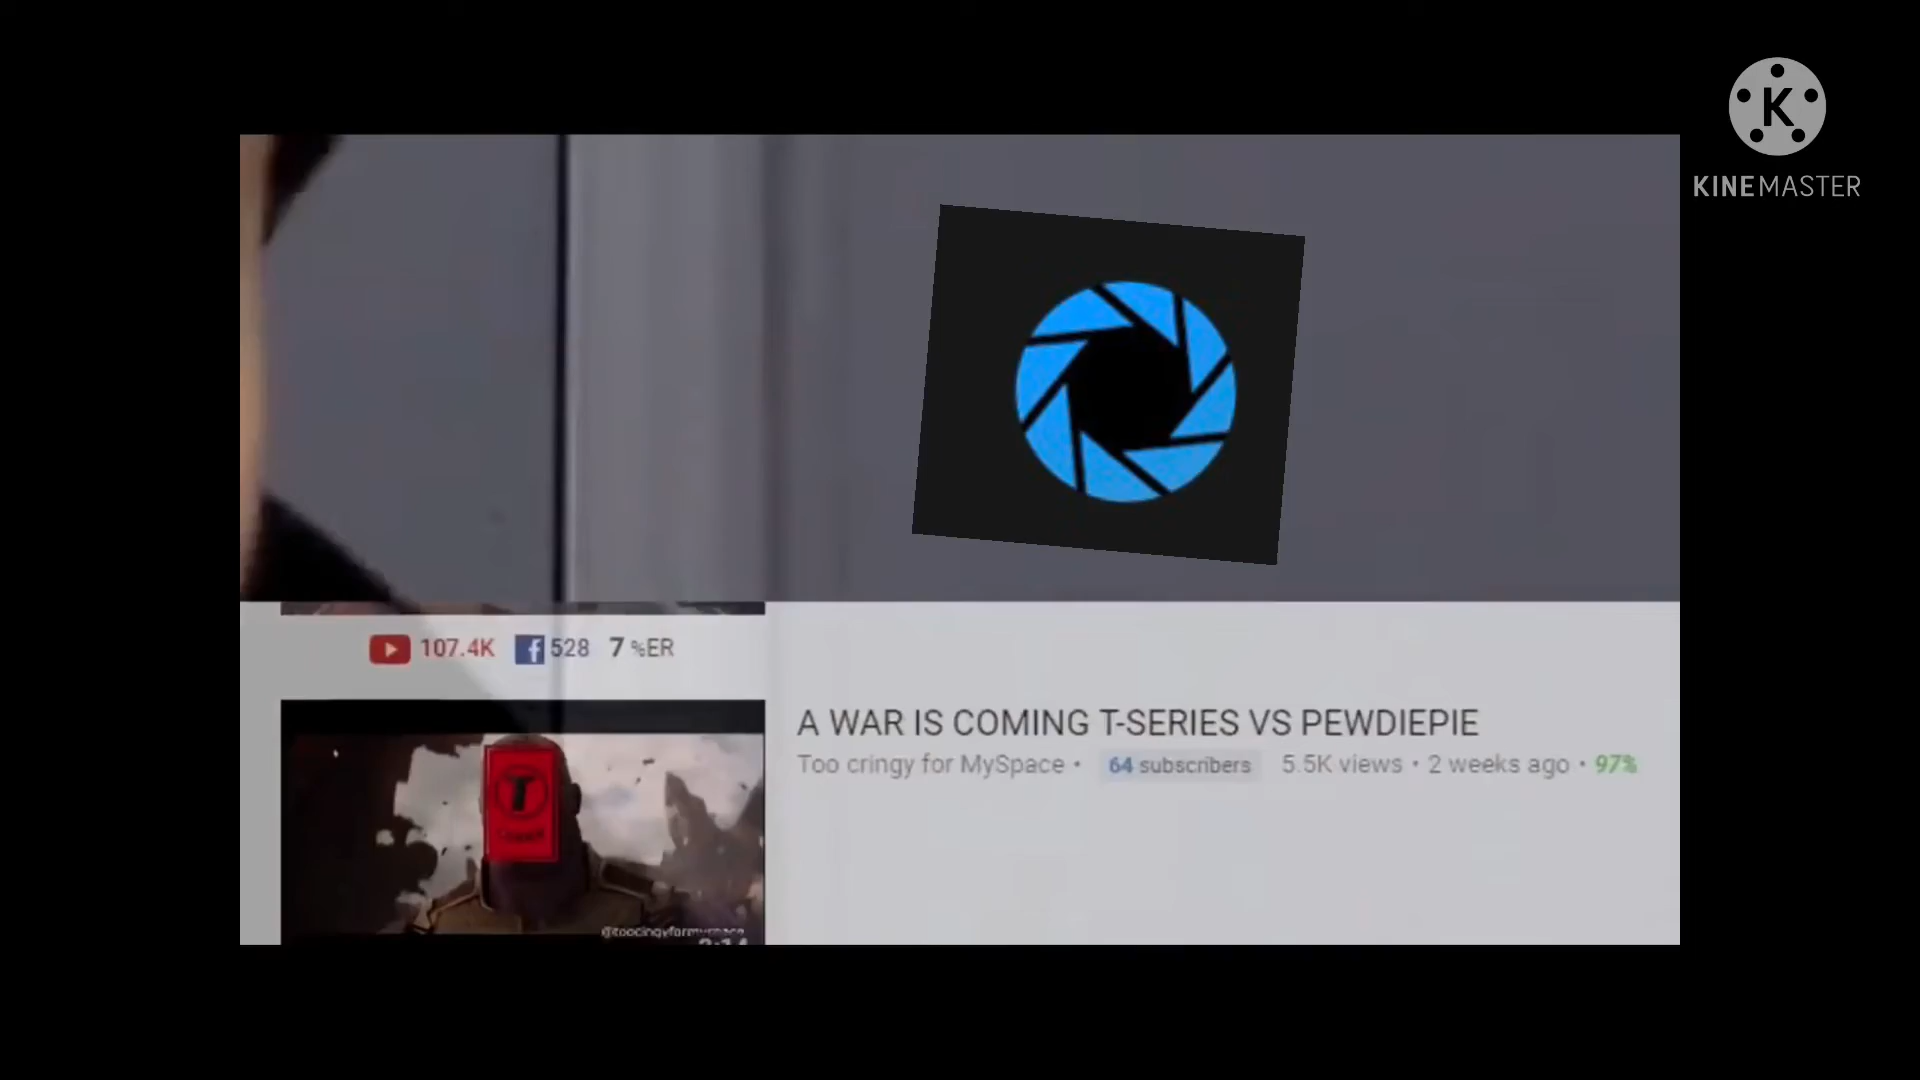 K
KINEMASTER
107.4K 528 7 %ER
A WAR IS COMING T-SERIES VS PEWDIEPIE
Too cringy for MySpace • 64 subscribers 5.5K views • 2 weeks ago • 97%
T